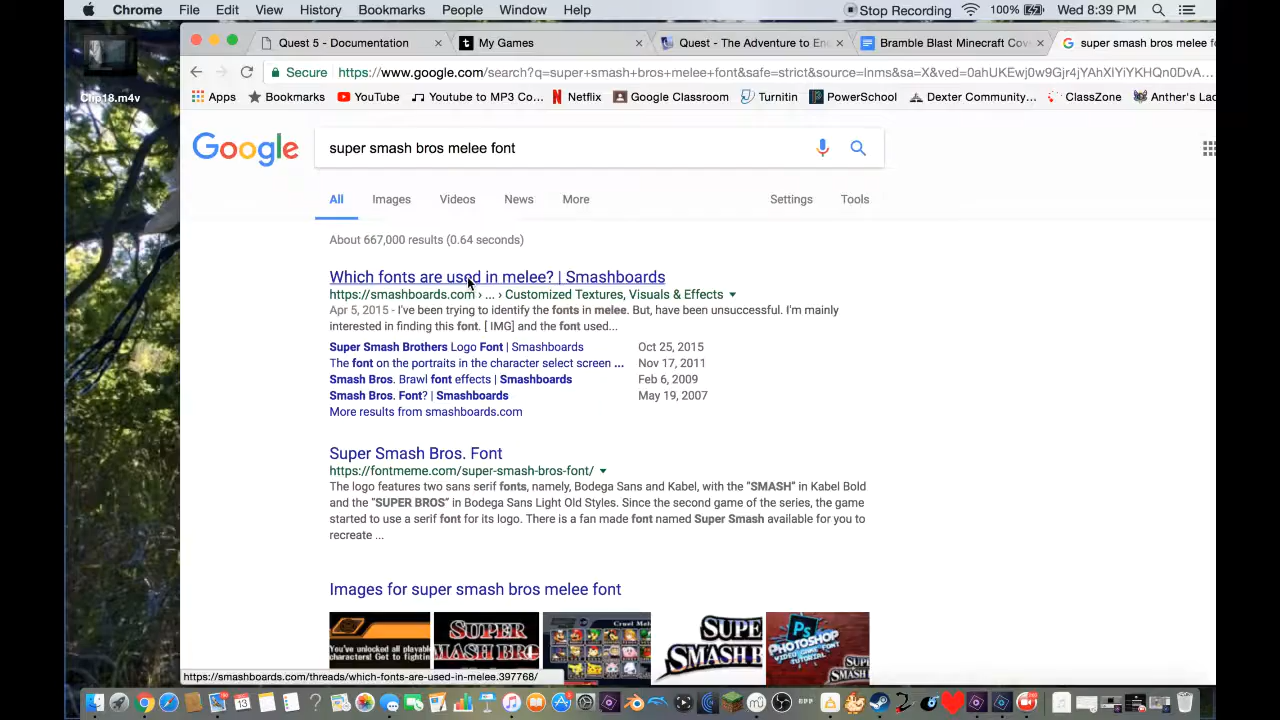 Chrome File Edit View History Bookmarks People Window Help Stop Recording 100% Wed 8:39 PM
Quest 5 - Documentation × t My Games × Quest - The Adventure to En × Bramble Blast Minecraft Cov × G super smash bros melee f
Secure https://www.google.com/search?q=super+smash+bros+melee+font&safe=strict&source=lnms&sa=X&ved=0ahUKEwj0w9Gjr4jYAhXIYiYKHQn0DvA...
Apps Bookmarks YouTube Youtube to MP3 Co... Netflix Google Classroom Turnitin PowerSchool Dexter Community... ClassZone Anther's Lad
Clip18.m4v
Google super smash bros melee font
All Images Videos News More Settings Tools
About 667,000 results (0.64 seconds)
Which fonts are used in melee? | Smashboards
https://smashboards.com › ... › Customized Textures, Visuals & Effects
Apr 5, 2015 - I've been trying to identify the fonts in melee. But, have been unsuccessful. I'm mainly
interested in finding this font. [ IMG] and the font used...
Super Smash Brothers Logo Font | Smashboards Oct 25, 2015
The font on the portraits in the character select screen ... Nov 17, 2011
Smash Bros. Brawl font effects | Smashboards Feb 6, 2009
Smash Bros. Font? | Smashboards May 19, 2007
More results from smashboards.com
Super Smash Bros. Font
https://fontmeme.com/super-smash-bros-font/
The logo features two sans serif fonts, namely, Bodega Sans and Kabel, with the “SMASH” in Kabel Bold
and the “SUPER BROS” in Bodega Sans Light Old Styles. Since the second game of the series, the game
started to use a serif font for its logo. There is a fan made font named Super Smash available for you to
recreate ...
Images for super smash bros melee font
You've unlocked all playable
characters! Got to fightin
SUPER
MASH BRO
Cruel Mel
SUPE
SMASH B
Ps
PHOTOSHOP
VIDEO GAME FONT
TUTORIAL
SUPER
SMASH
https://smashboards.com/threads/which-fonts-are-used-in-melee.397768/